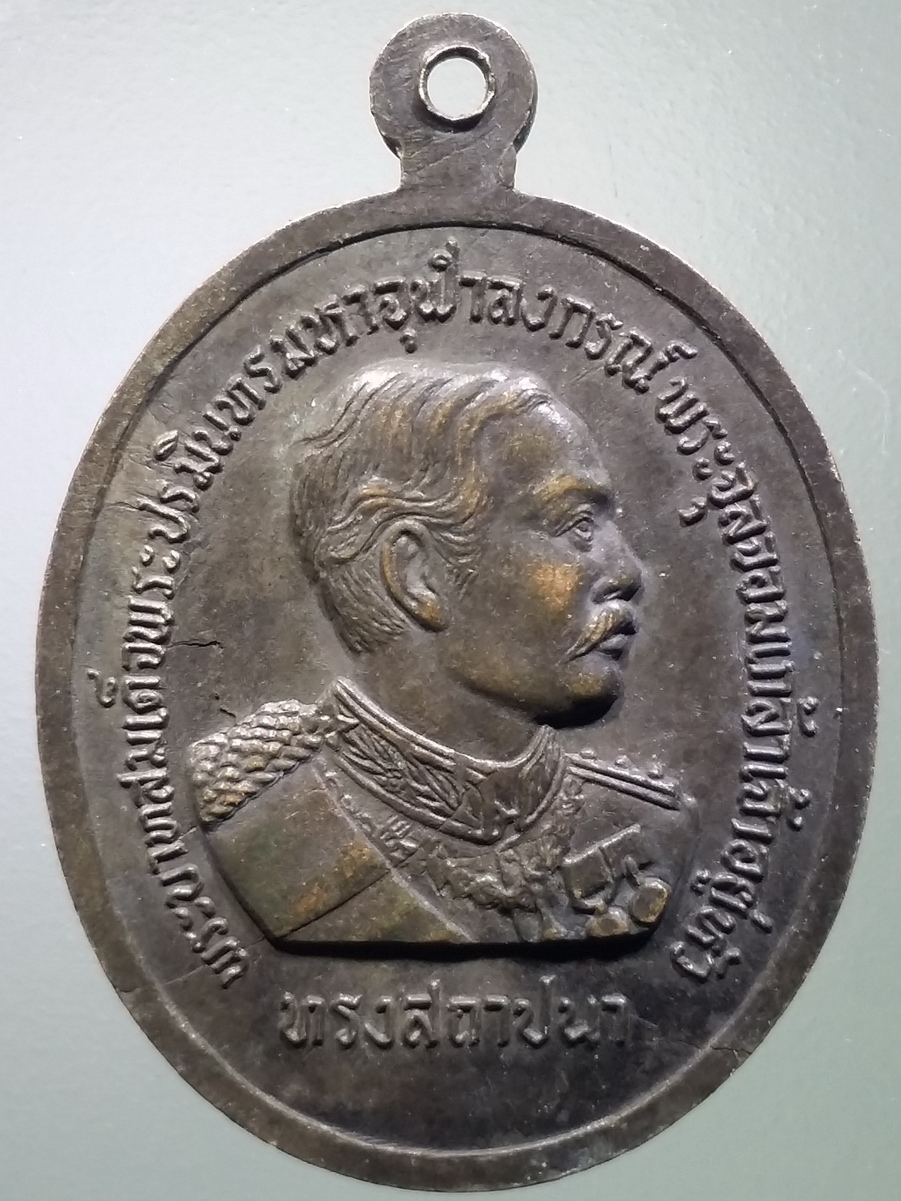 พระบาทสมเด็จพระปรมินทรมหาจุฬาลงกรณ์ พระจุลจอมเกล้าเจ้าอยู่หัว
ทรงสถาปนา